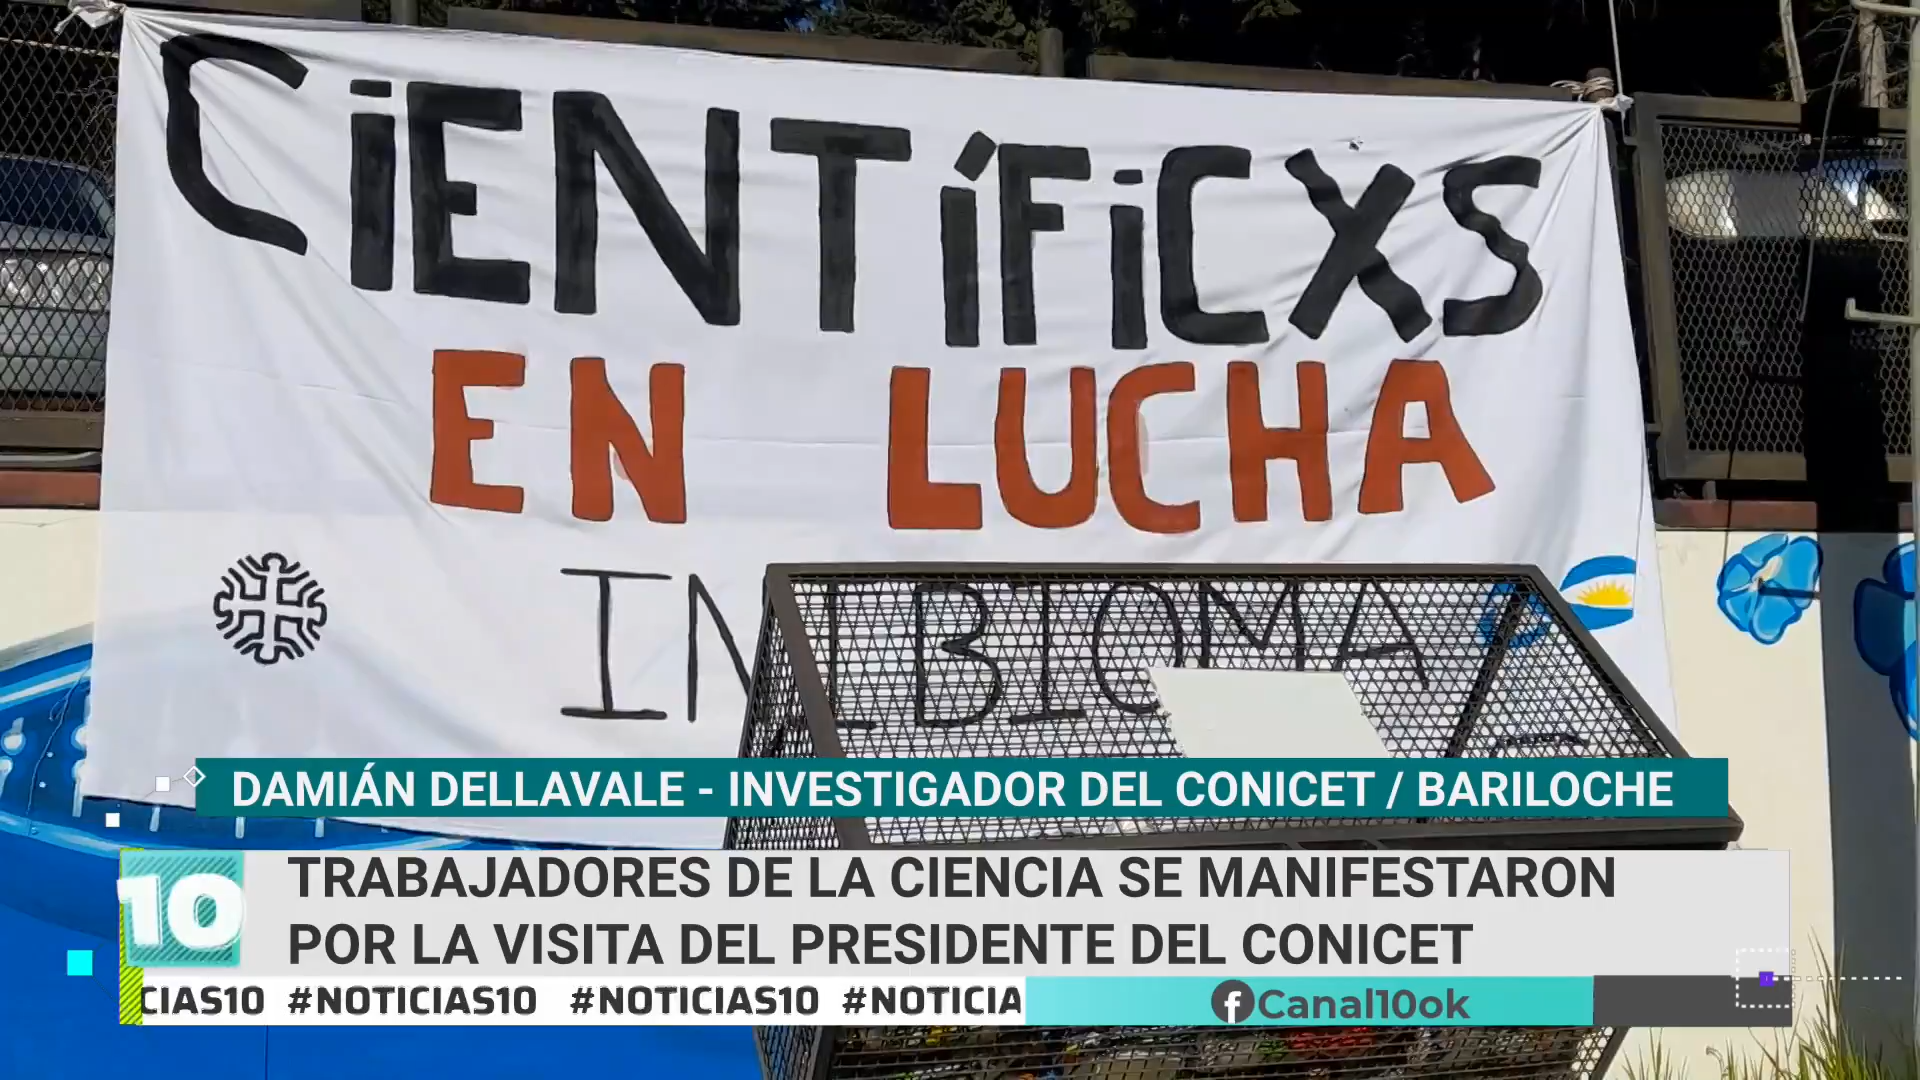 CiENTÍFiCXS
EN LUCHA
INIBIOMA
DAMIÁN DELLAVALE - INVESTIGADOR DEL CONICET / BARILOCHE
10
TRABAJADORES DE LA CIENCIA SE MANIFESTARON
POR LA VISITA DEL PRESIDENTE DEL CONICET
CIAS10 #NOTICIAS10 #NOTICIAS10 #NOTICIA
Canal10ok